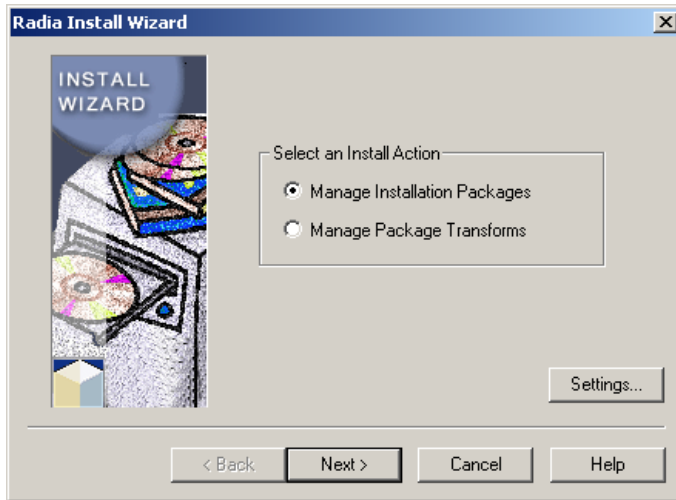 Radia Install Wizard
INSTALL
WIZARD
Select an Install Action
Manage Installation Packages
Manage Package Transforms
Settings...
< Back
Next >
Cancel
Help